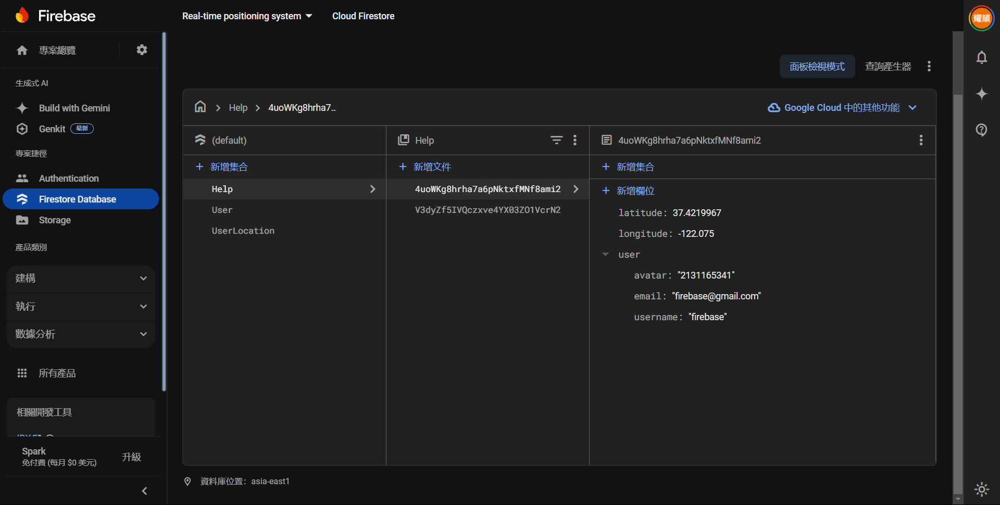 Firebase
Real-time positioning system
Cloud Firestore
耀頡
專案總覽
生成式 AI
Build with Gemini
Genkit
最新
專案捷徑
Authentication
Firestore Database
Storage
產品類別
建構
執行
數據分析
所有產品
相關開發工具
Spark
免付費 (每月 $0 美元)
升級
面板檢視模式
查詢產生器
Help
4uoWKg8hrha7...
Google Cloud 中的其他功能
(default)
新增集合
Help
User
UserLocation
Help
新增文件
4uoWKg8hrha7a6pNktxfMNf8ami2
V3dyZf5IVQczxve4YX03ZO1VcrN2
4uoWKg8hrha7a6pNktxfMNf8ami2
新增集合
新增欄位
latitude: 37.4219967
longitude: -122.075
user
avatar: "2131165341"
email: "firebase@gmail.com"
username: "firebase"
資料庫位置: asia-east1